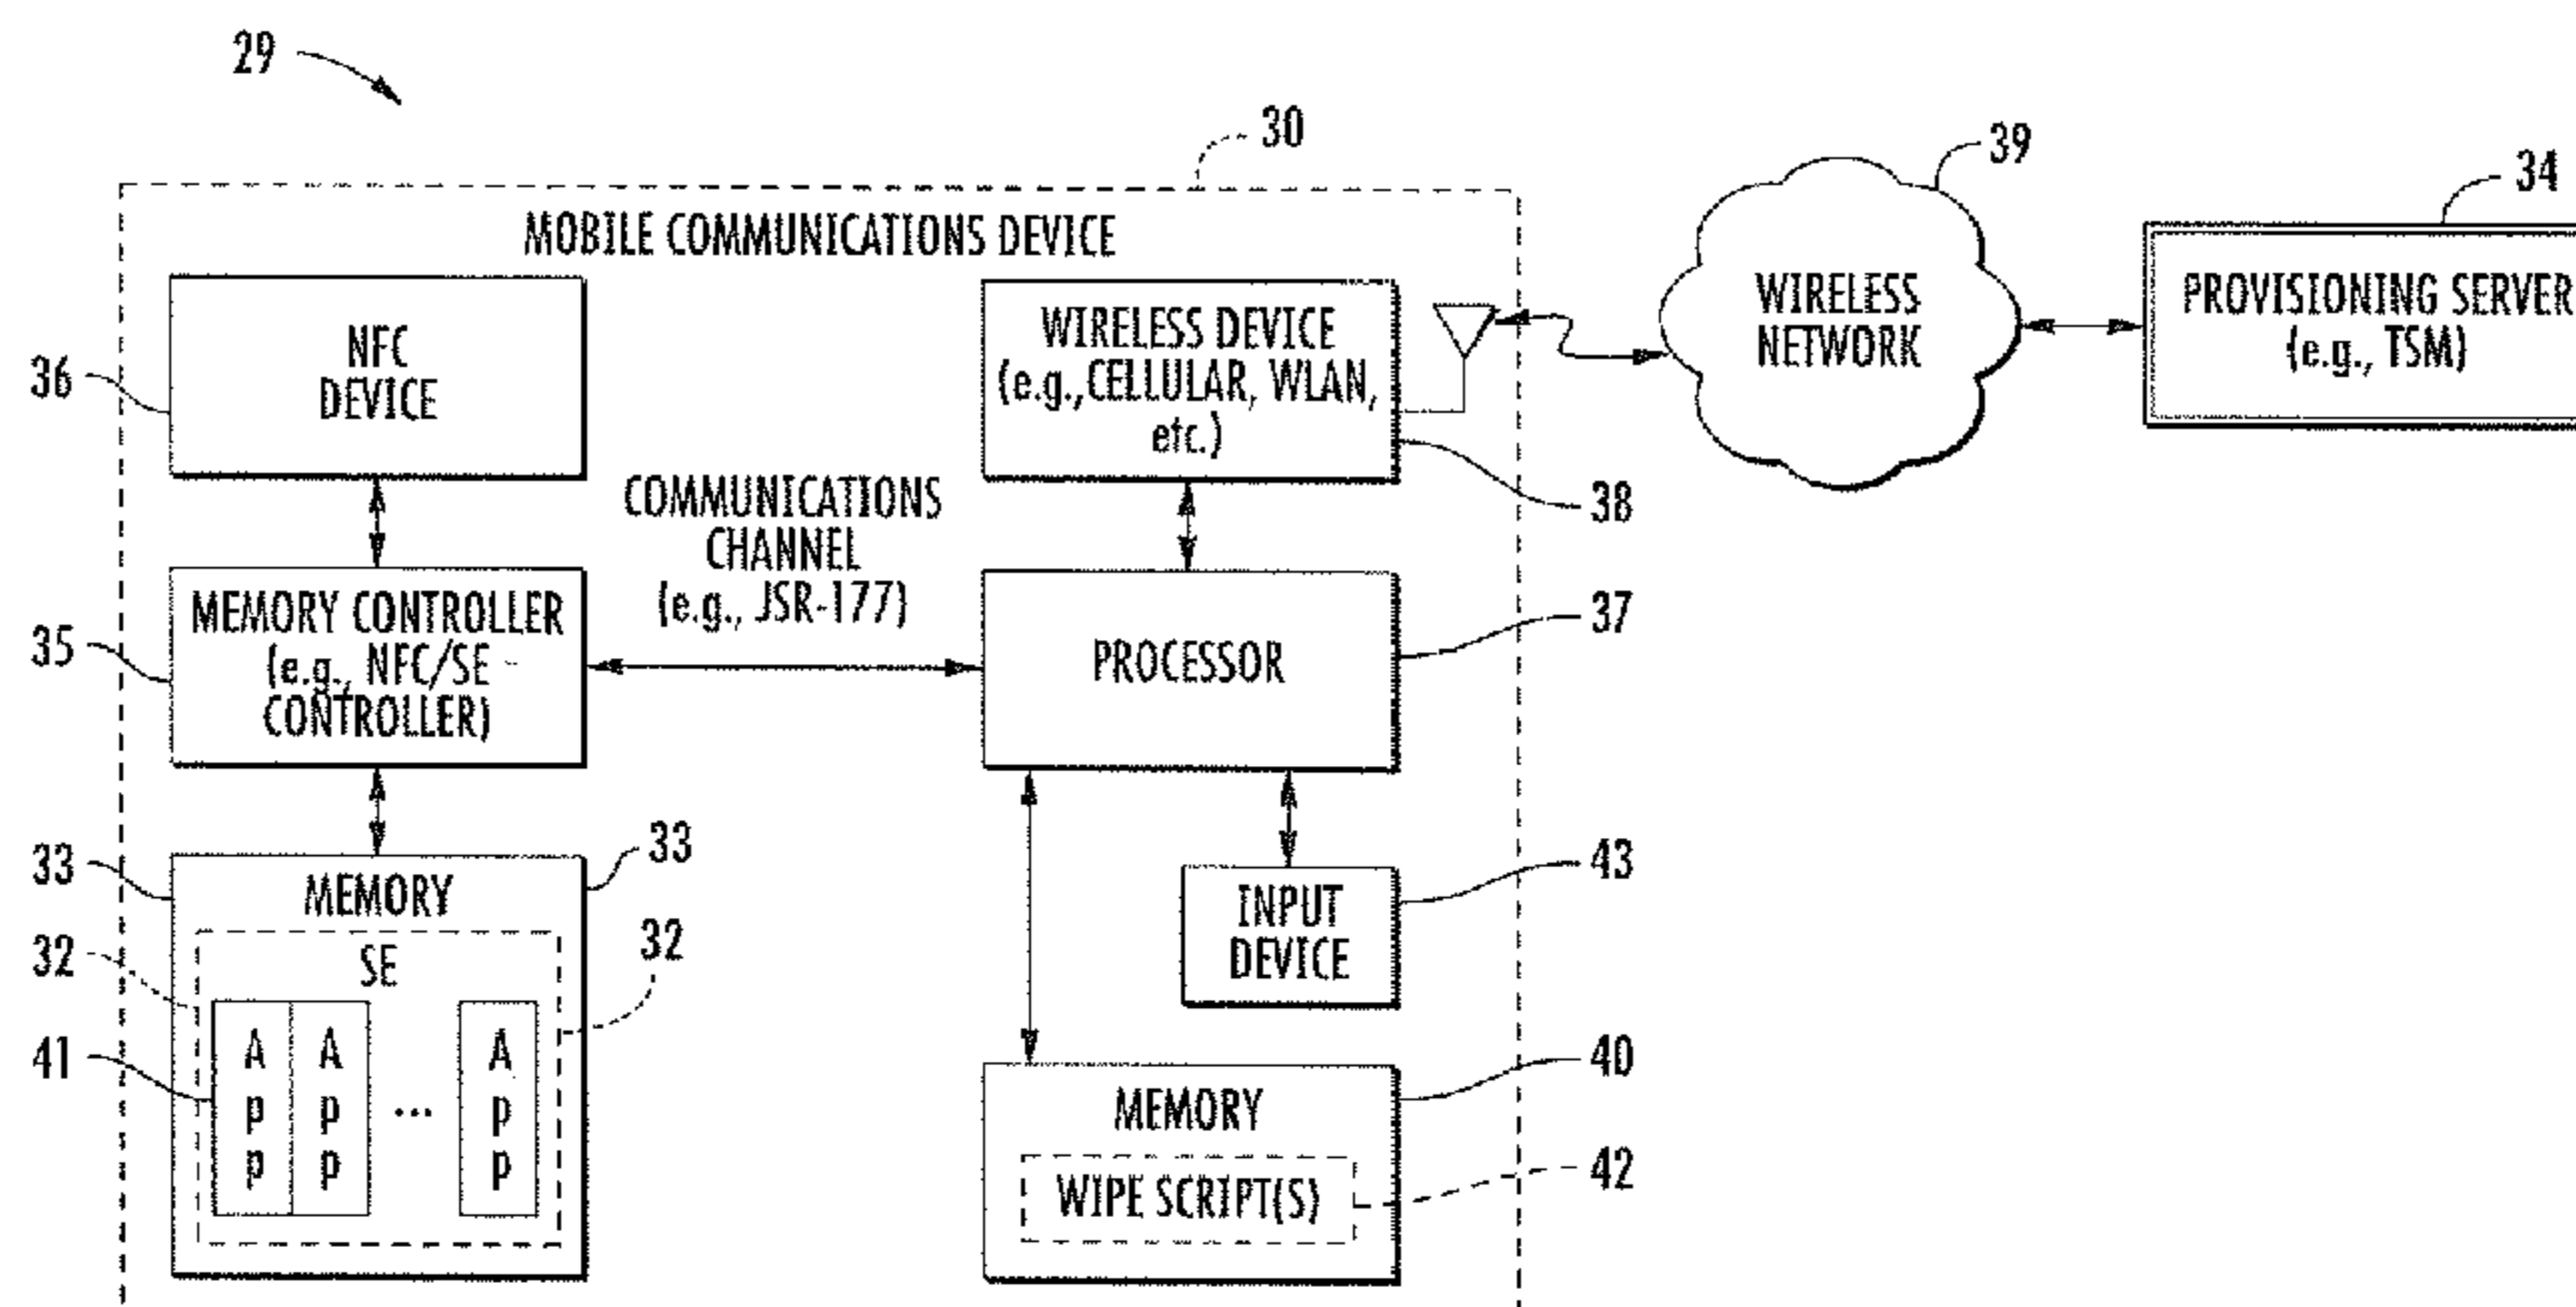 29
30
39
34
MOBILE COMMUNICATIONS DEVICE
NFC
DEVICE
36
WIRELESS DEVICE
(e.g.,CELLULAR, WLAN,
etc.)
38
WIRELESS
NETWORK
PROVISIONING SERVER
(e.g., TSM)
COMMUNICATIONS
CHANNEL
(e.g., JSR-177)
MEMORY CONTROLLER
(e.g., NFC/SE
CONTROLLER)
35
PROCESSOR
37
33
MEMORY
33
32
SE
32
41
A
p
p
A
p
p
...
A
p
p
INPUT
DEVICE
43
MEMORY
40
WIPE SCRIPT(S)
42